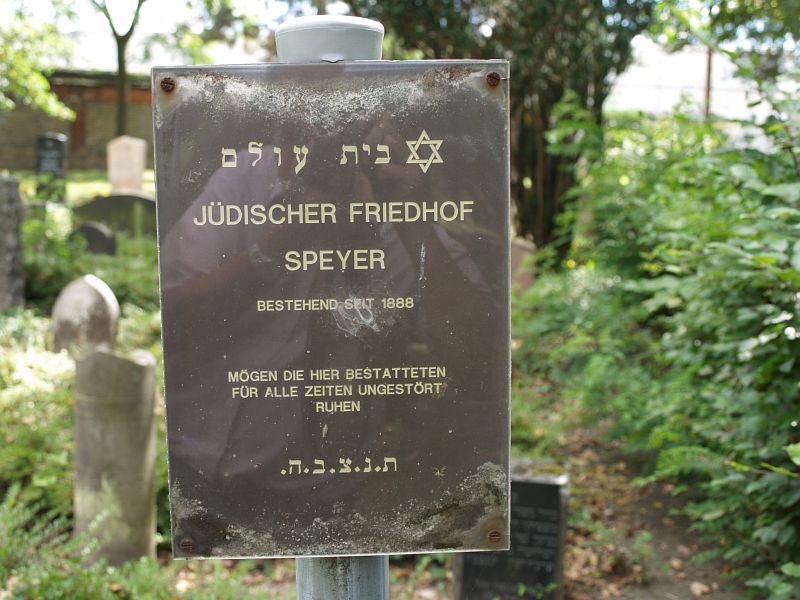 בית עולם
JÜDISCHER FRIEDHOF
SPEYER
BESTEHEND SEIT 1888
MÖGEN DIE HIER BESTATTETEN
FÜR ALLE ZEITEN UNGESTÖRT
RUHEN
ת.נ.צ.ב.ה.